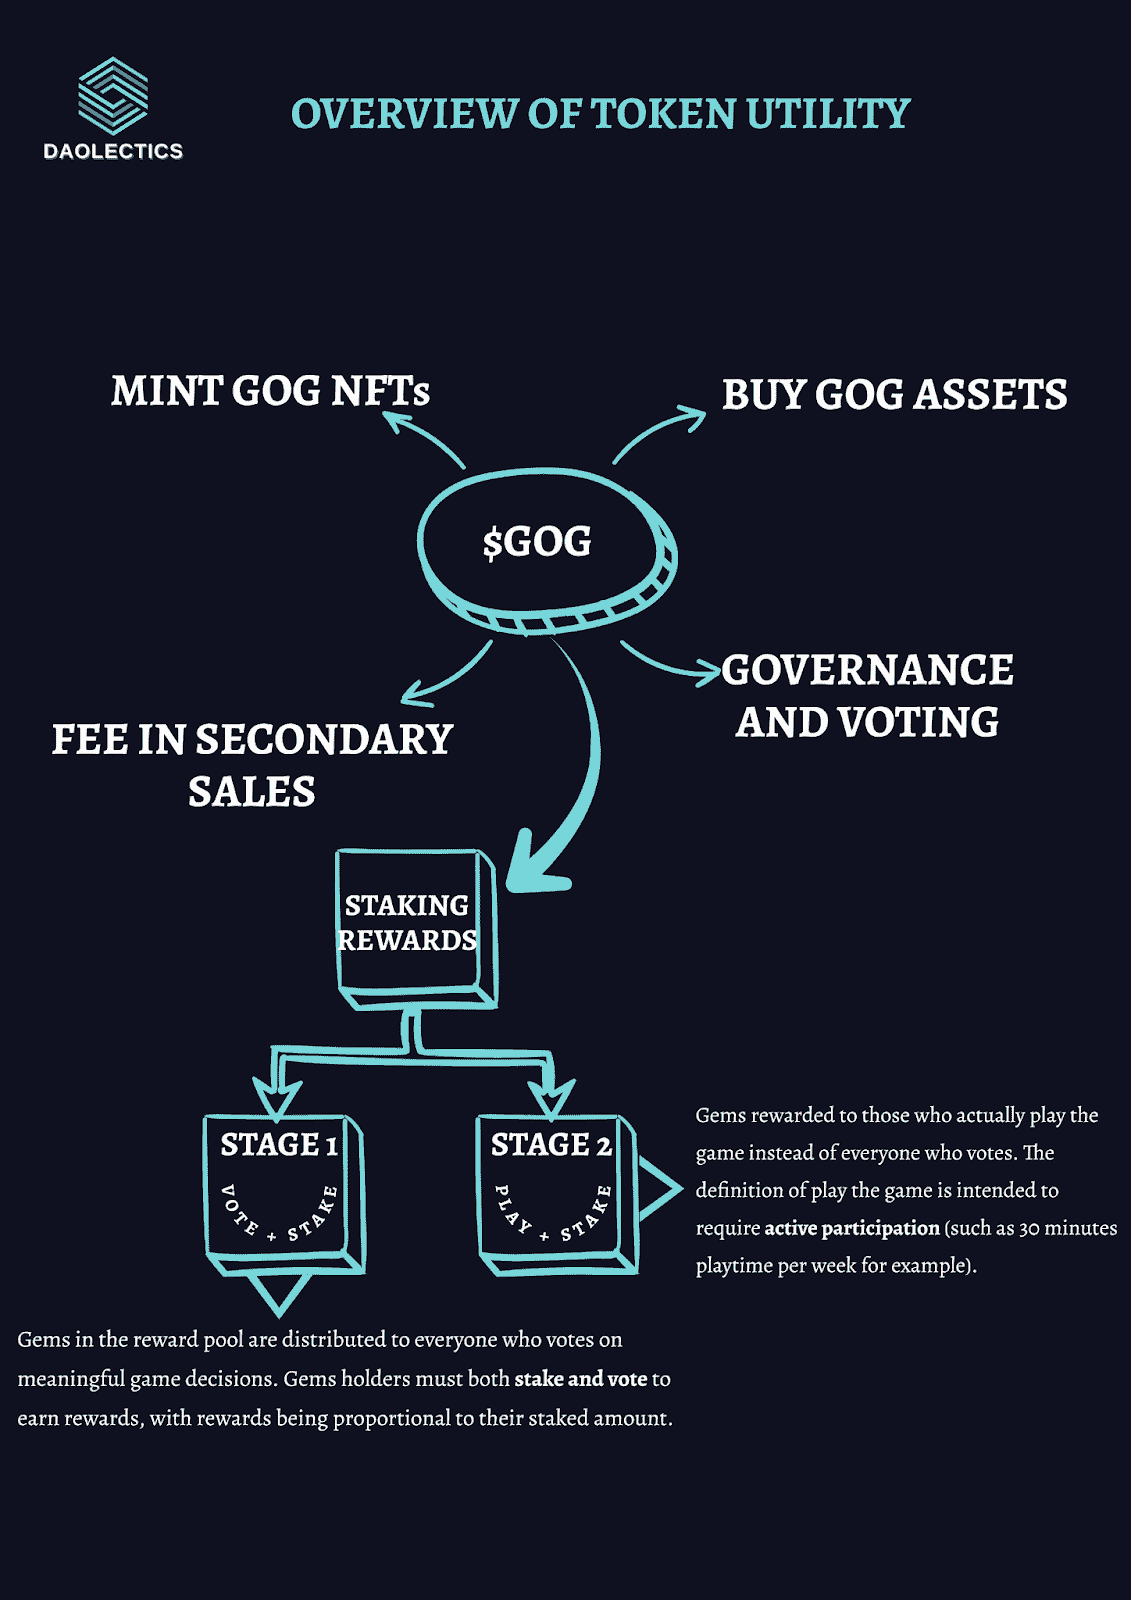 DAOLECTICS
OVERVIEW OF TOKEN UTILITY
MINT GOG NFTs
BUY GOG ASSETS
$GOG
GOVERNANCE
AND VOTING
FEE IN SECONDARY
SALES
STAKING
REWARDS
STAGE 1
VOTE + STAKE
STAGE 2
PLAY + STAKE
Gems rewarded to those who actually play the
game instead of everyone who votes. The
definition of play the game is intended to
require active participation (such as 30 minutes
playtime per week for example).
Gems in the reward pool are distributed to everyone who votes on
meaningful game decisions. Gems holders must both stake and vote to
earn rewards, with rewards being proportional to their staked amount.